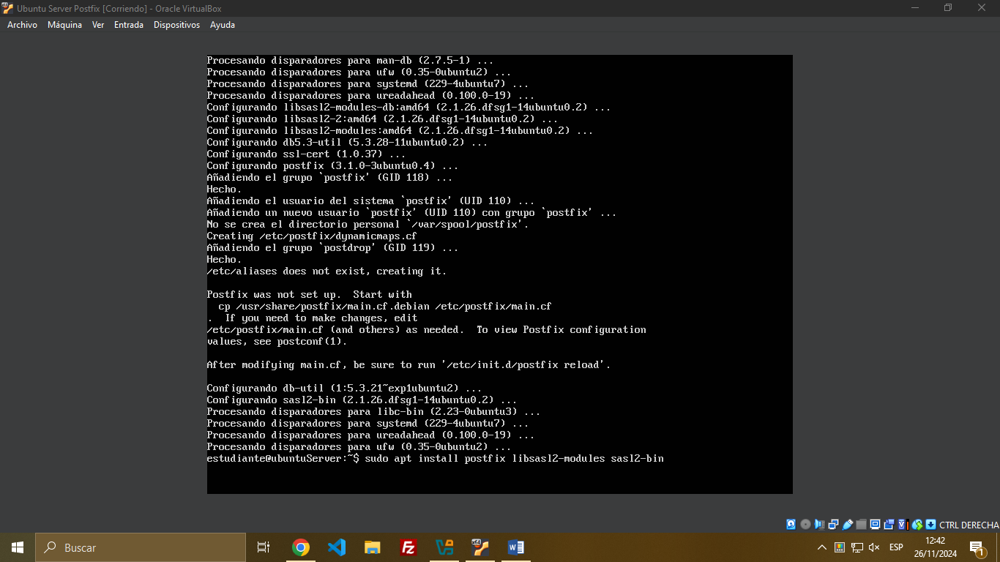 Ubuntu Server Postfix [Corriendo] - Oracle VirtualBox
Archivo Máquina Ver Entrada Dispositivos Ayuda
Procesando disparadores para man-db (2.7.5-1) ...
Procesando disparadores para ufw (0.35-0ubuntu2) ...
Procesando disparadores para systemd (229-4ubuntu7) ...
Procesando disparadores para ureadahead (0.100.0-19) ...
Configurando libsasl2-modules-db:amd64 (2.1.26.dfsg1-14ubuntu0.2) ...
Configurando libsasl2-2:amd64 (2.1.26.dfsg1-14ubuntu0.2) ...
Configurando libsasl2-modules:amd64 (2.1.26.dfsg1-14ubuntu0.2) ...
Configurando db5.3-util (5.3.28-11ubuntu0.2) ...
Configurando ssl-cert (1.0.37) ...
Configurando postfix (3.1.0-3ubuntu0.4) ...
Añadiendo el grupo `postfix' (GID 118) ...
Hecho.
Añadiendo el usuario del sistema `postfix' (UID 110) ...
Añadiendo un nuevo usuario `postfix' (UID 110) con grupo `postfix' ...
No se crea el directorio personal `/var/spool/postfix'.
Creating /etc/postfix/dynamicmaps.cf
Añadiendo el grupo `postdrop' (GID 119) ...
Hecho.
/etc/aliases does not exist, creating it.
Postfix was not set up.  Start with
cp /usr/share/postfix/main.cf.debian /etc/postfix/main.cf
.  If you need to make changes, edit
/etc/postfix/main.cf (and others) as needed.  To view Postfix configuration
values, see postconf(1).
After modifying main.cf, be sure to run '/etc/init.d/postfix reload'.
Configurando db-util (1:5.3.21~exp1ubuntu2) ...
Configurando sasl2-bin (2.1.26.dfsg1-14ubuntu0.2) ...
Procesando disparadores para libc-bin (2.23-0ubuntu3) ...
Procesando disparadores para systemd (229-4ubuntu7) ...
Procesando disparadores para ureadahead (0.100.0-19) ...
Procesando disparadores para ufw (0.35-0ubuntu2) ...
estudiante@ubuntuServer:~$ sudo apt install postfix libsasl2-modules sasl2-bin
CTRL DERECHA
Buscar
ESP
12:42
26/11/2024
1